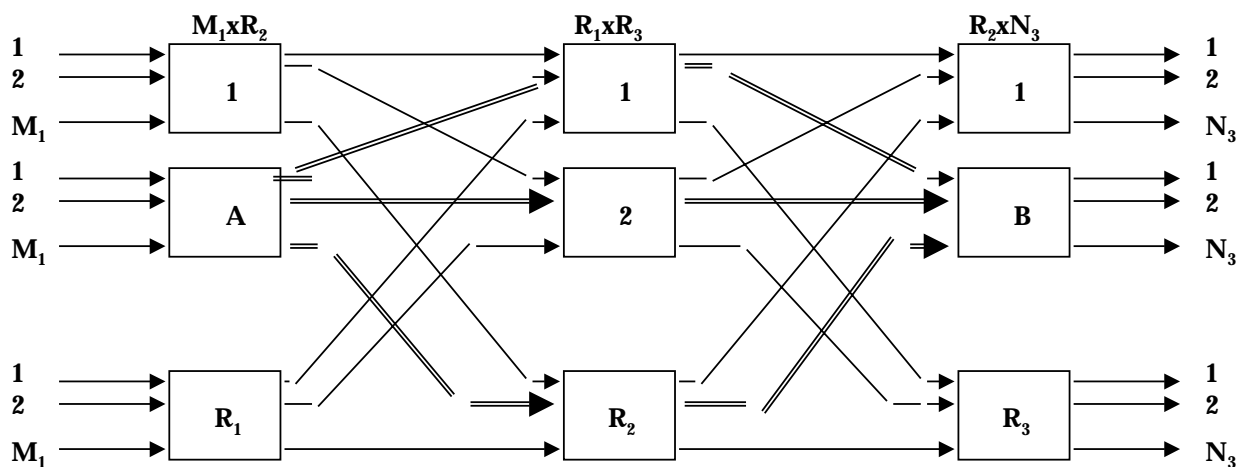 M₁xR₂ R₁xR₃ R₂xN₃
1 1
2 1 1 1 2
M₁ N₃
1 1
2 A 2 B 2
M₁ N₃
1 1
2 R₁ R₂ R₃ 2
M₁ N₃